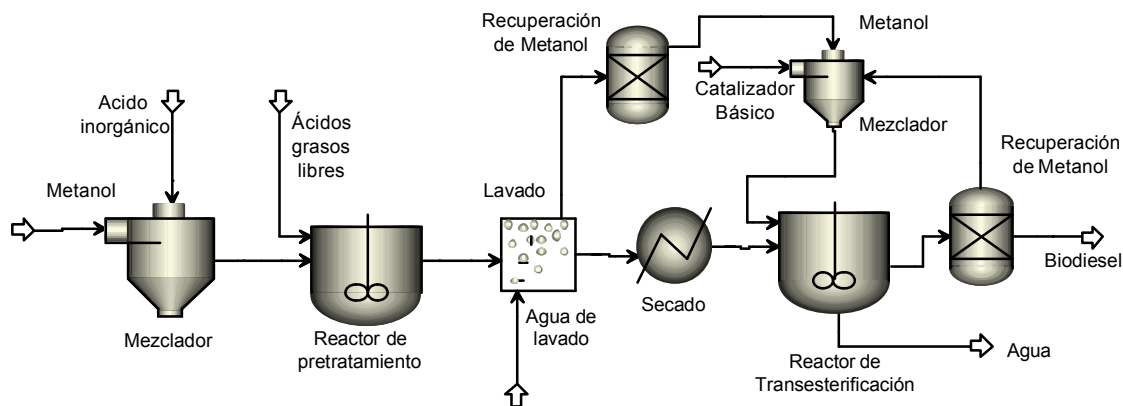 Recuperación
de Metanol
Metanol
Catalizador
Básico
Mezclador
Recuperación
de Metanol
Acido
inorgánico
Ácidos
grasos
libres
Metanol
Lavado
Biodiesel
Secado
Mezclador
Reactor de
pretratamiento
Agua de
lavado
Reactor de
Transesterificación
Agua